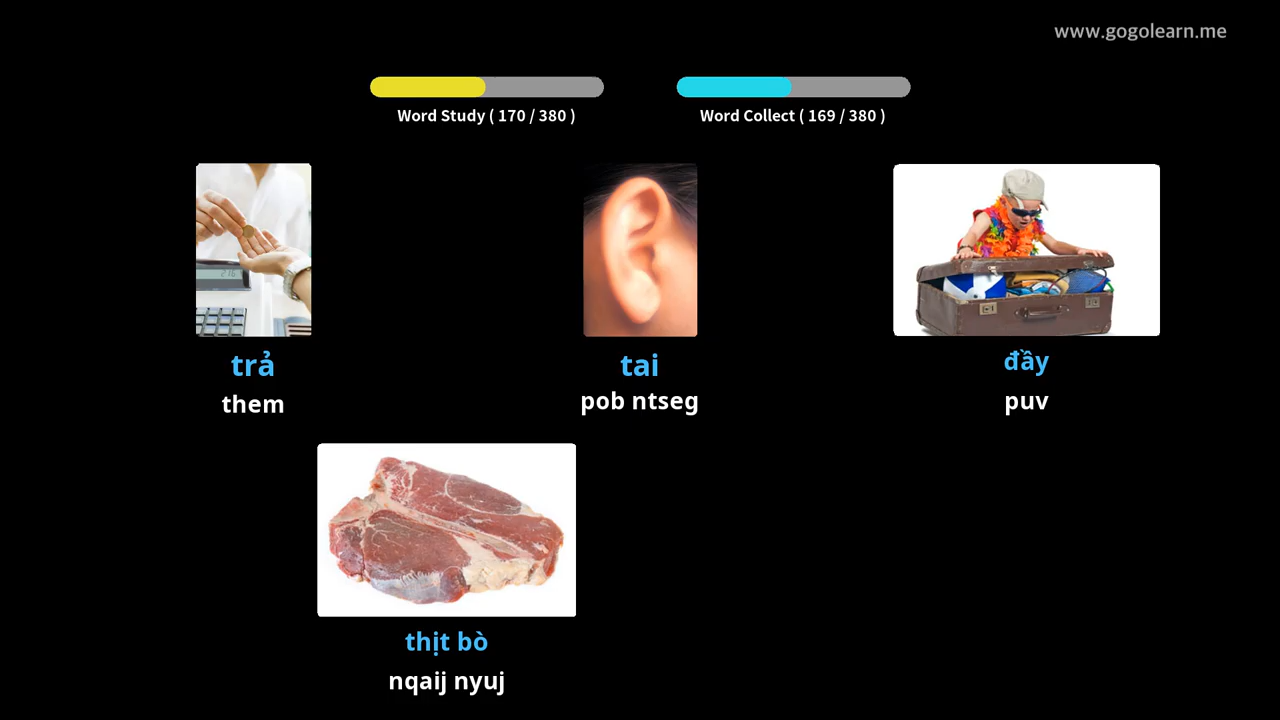 www.gogolearn.me
Word Study ( 170 / 380 )
Word Collect ( 169 / 380 )
trả
them
tai
pob ntseg
đầy
puv
thịt bò
nqaij nyuj